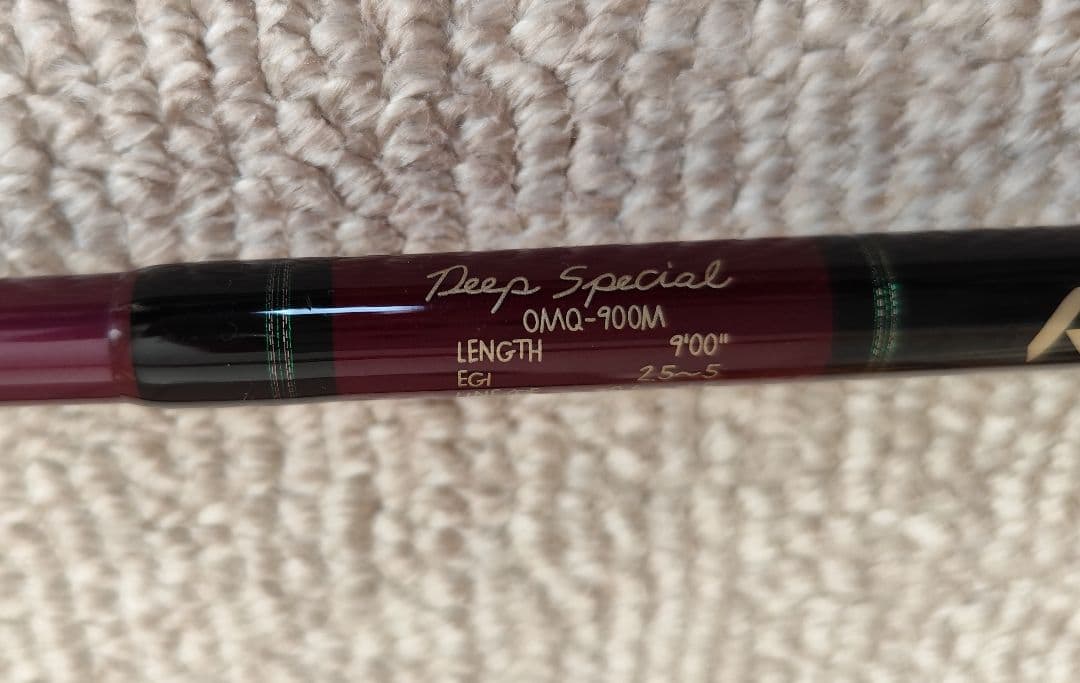 Deep Special
OMQ-900M
LENGTH 9'00"
EGI 2.5~5